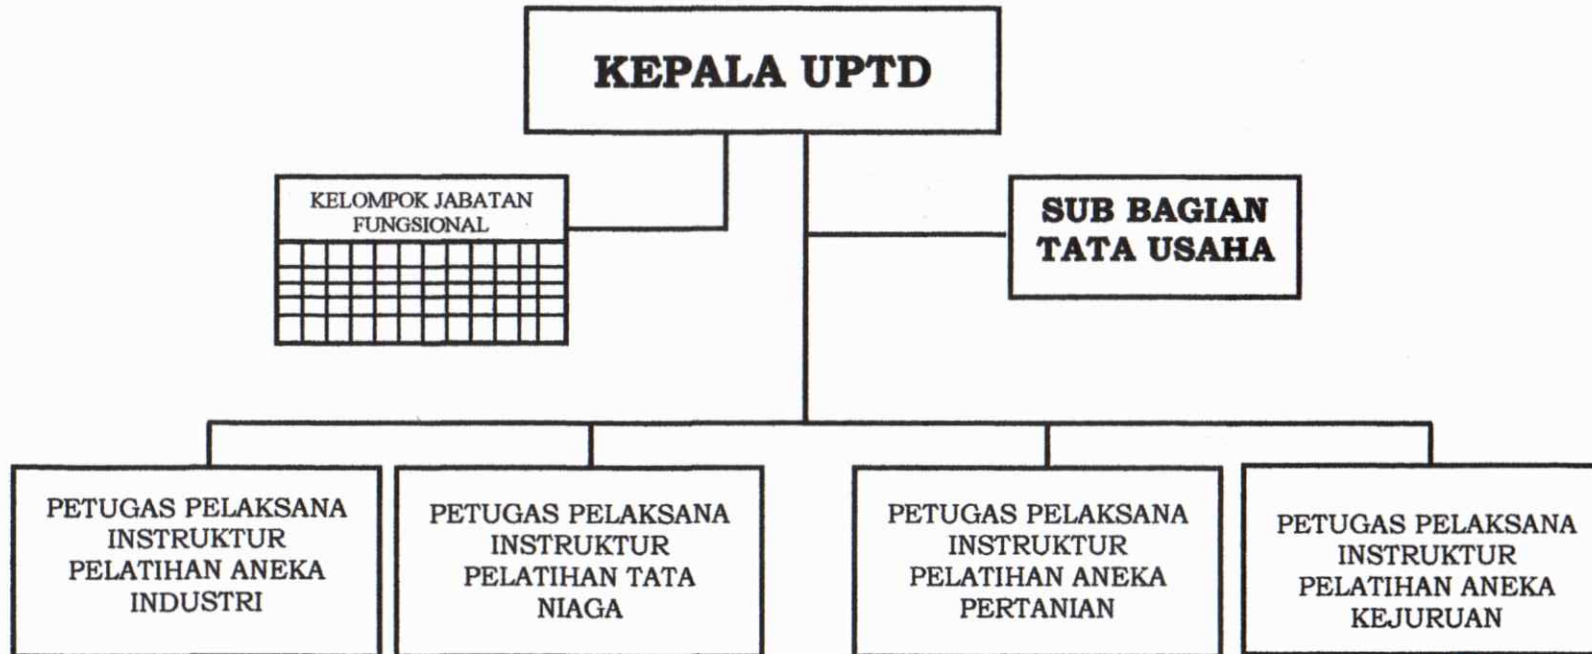 KEPALA UPTD
KELOMPOK JABATAN
FUNGSIONAL
SUB BAGIAN
TATA USAHA
PETUGAS PELAKSANA
INSTRUKTUR
PELATIHAN ANEKA
INDUSTRI
PETUGAS PELAKSANA
INSTRUKTUR
PELATIHAN TATA
NIAGA
PETUGAS PELAKSANA
INSTRUKTUR
PELATIHAN ANEKA
PERTANIAN
PETUGAS PELAKSANA
INSTRUKTUR
PELATIHAN ANEKA
KEJURUAN